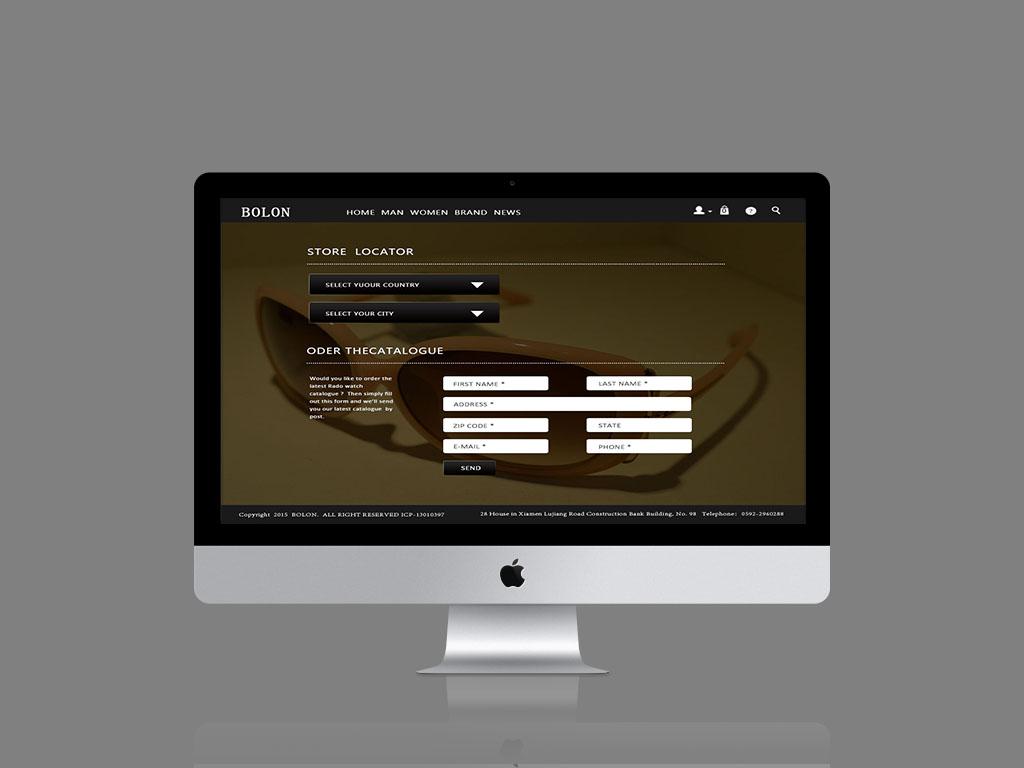 BOLON HOME MAN WOMEN BRAND NEWS
STORE LOCATOR
SELECT YUOUR COUNTRY
SELECT YOUR CITY
ODER THECATALOGUE
Would you like to order the
latest Rado watch
catalogue ? Then simply fill
out this form and we'll send
you our latest catalogue by
post.
FIRST NAME * LAST NAME *
ADDRESS *
ZIP CODE * STATE
E-MAIL * PHONE *
SEND
Copyright 2015 BOLON. ALL RIGHT RESERVED ICP-13010397 28 House in Xiamen Lujiang Road Construction Bank Building, No. 98 Telephone: 0592-2960288